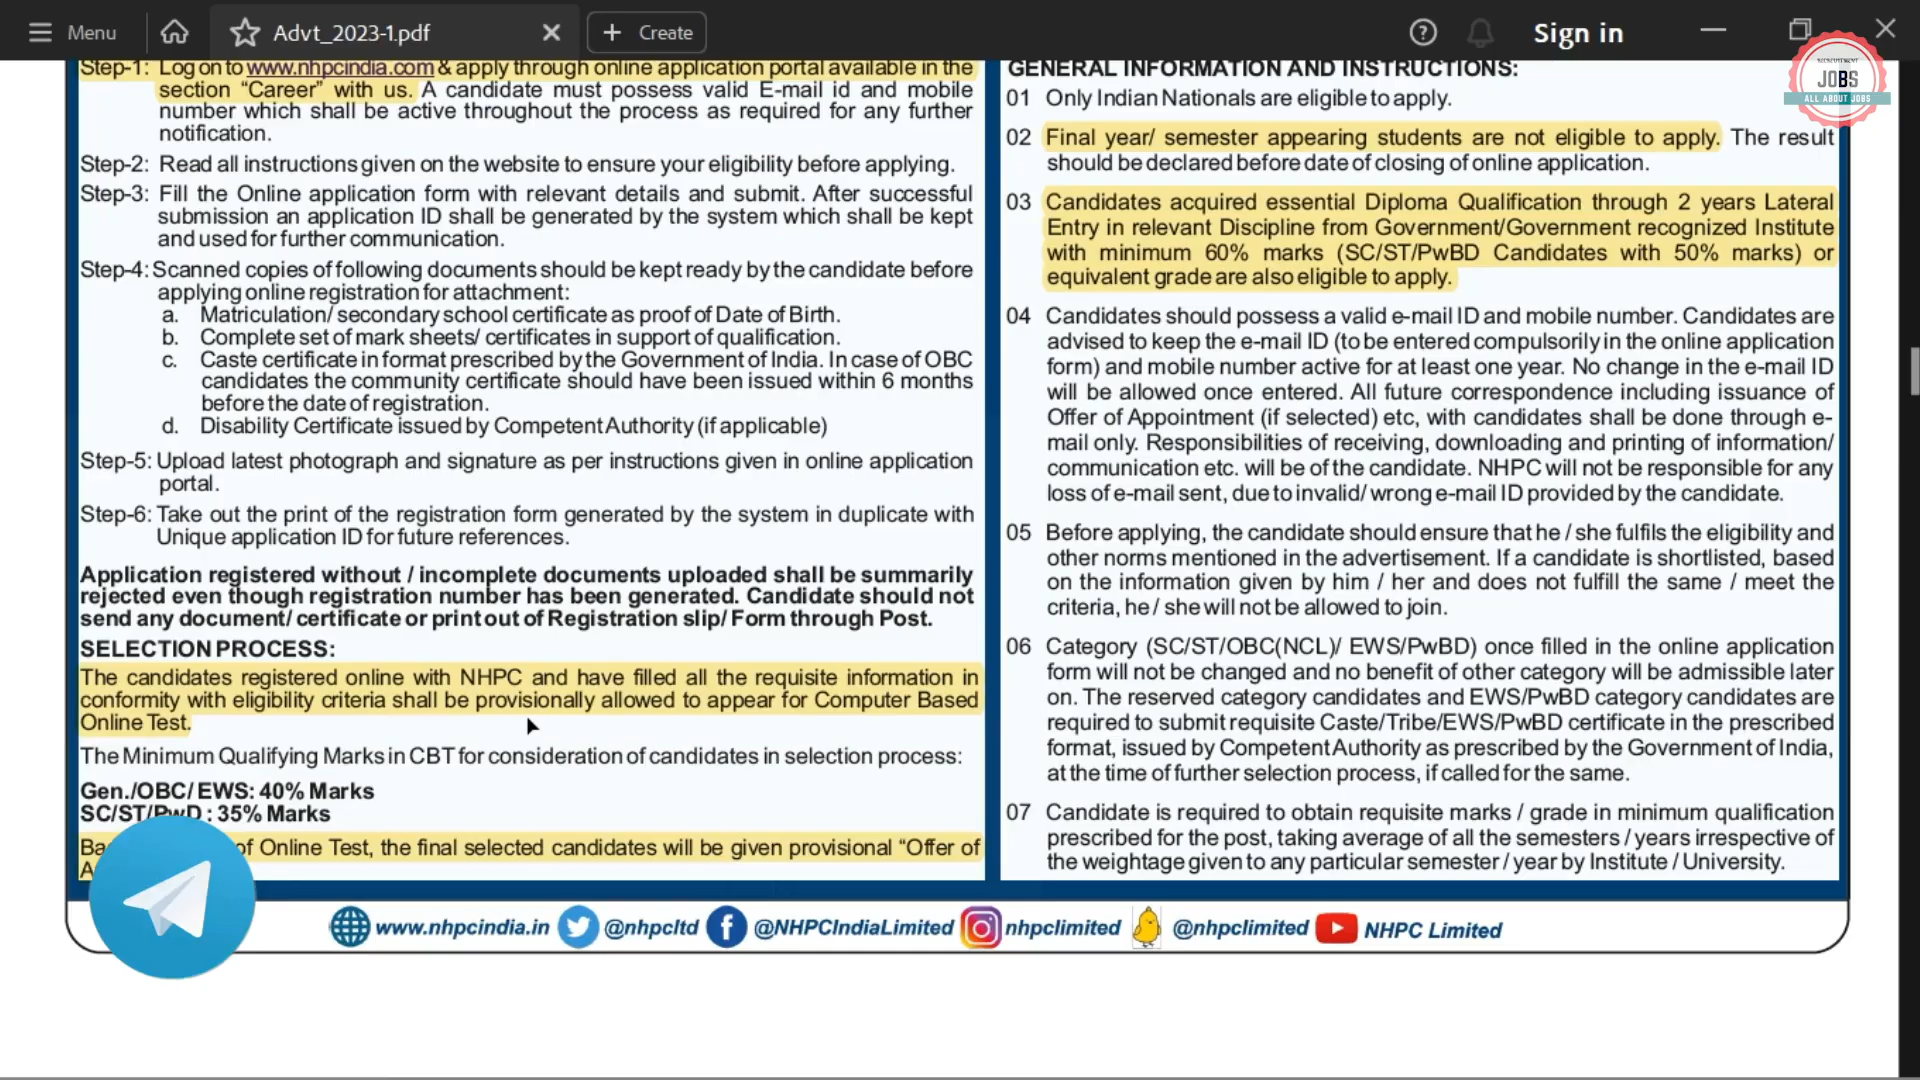 Menu
Advt_2023-1.pdf
Create
Sign in
RECRUITMENT
JOBS
ALL ABOUT JOBS
Step-1: Log on to www.nhpcindia.com & apply through online application portal available in the
section “Career” with us. A candidate must possess valid E-mail id and mobile
number which shall be active throughout the process as required for any further
notification.
Step-2: Read all instructions given on the website to ensure your eligibility before applying.
Step-3: Fill the Online application form with relevant details and submit. After successful
submission an application ID shall be generated by the system which shall be kept
and used for further communication.
Step-4: Scanned copies of following documents should be kept ready by the candidate before
applying online registration for attachment:
a. Matriculation/ secondary school certificate as proof of Date of Birth.
b. Complete set of mark sheets/ certificates in support of qualification.
c. Caste certificate in format prescribed by the Government of India. In case of OBC
candidates the community certificate should have been issued within 6 months
before the date of registration.
d. Disability Certificate issued by Competent Authority (if applicable)
Step-5: Upload latest photograph and signature as per instructions given in online application
portal.
Step-6: Take out the print of the registration form generated by the system in duplicate with
Unique application ID for future references.
Application registered without / incomplete documents uploaded shall be summarily
rejected even though registration number has been generated. Candidate should not
send any document/ certificate or print out of Registration slip/ Form through Post.
SELECTION PROCESS:
The candidates registered online with NHPC and have filled all the requisite information in
conformity with eligibility criteria shall be provisionally allowed to appear for Computer Based
Online Test.
The Minimum Qualifying Marks in CBT for consideration of candidates in selection process:
Gen./OBC/ EWS: 40% Marks
SC/ST/PwD : 35% Marks
of Online Test, the final selected candidates will be given provisional “Offer of
GENERAL INFORMATION AND INSTRUCTIONS:
01 Only Indian Nationals are eligible to apply.
02 Final year/ semester appearing students are not eligible to apply. The result
should be declared before date of closing of online application.
03 Candidates acquired essential Diploma Qualification through 2 years Lateral
Entry in relevant Discipline from Government/Government recognized Institute
with minimum 60% marks (SC/ST/PwBD Candidates with 50% marks) or
equivalent grade are also eligible to apply.
04 Candidates should possess a valid e-mail ID and mobile number. Candidates are
advised to keep the e-mail ID (to be entered compulsorily in the online application
form) and mobile number active for at least one year. No change in the e-mail ID
will be allowed once entered. All future correspondence including issuance of
Offer of Appointment (if selected) etc, with candidates shall be done through e-
mail only. Responsibilities of receiving, downloading and printing of information/
communication etc. will be of the candidate. NHPC will not be responsible for any
loss of e-mail sent, due to invalid/ wrong e-mail ID provided by the candidate.
05 Before applying, the candidate should ensure that he / she fulfils the eligibility and
other norms mentioned in the advertisement. If a candidate is shortlisted, based
on the information given by him / her and does not fulfill the same / meet the
criteria, he / she will not be allowed to join.
06 Category (SC/ST/OBC(NCL)/ EWS/PwBD) once filled in the online application
form will not be changed and no benefit of other category will be admissible later
on. The reserved category candidates and EWS/PwBD category candidates are
required to submit requisite Caste/Tribe/EWS/PwBD certificate in the prescribed
format, issued by Competent Authority as prescribed by the Government of India,
at the time of further selection process, if called for the same.
07 Candidate is required to obtain requisite marks / grade in minimum qualification
prescribed for the post, taking average of all the semesters / years irrespective of
the weightage given to any particular semester / year by Institute / University.
www.nhpcindia.in @nhpcltd @NHPCIndiaLimited nhpclimited @nhpclimited NHPC Limited